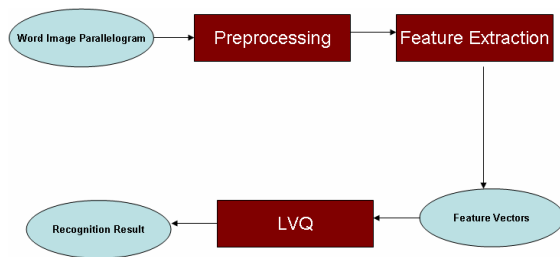 Word Image Parallelogram
Preprocessing
Feature Extraction
Feature Vectors
LVQ
Recognition Result